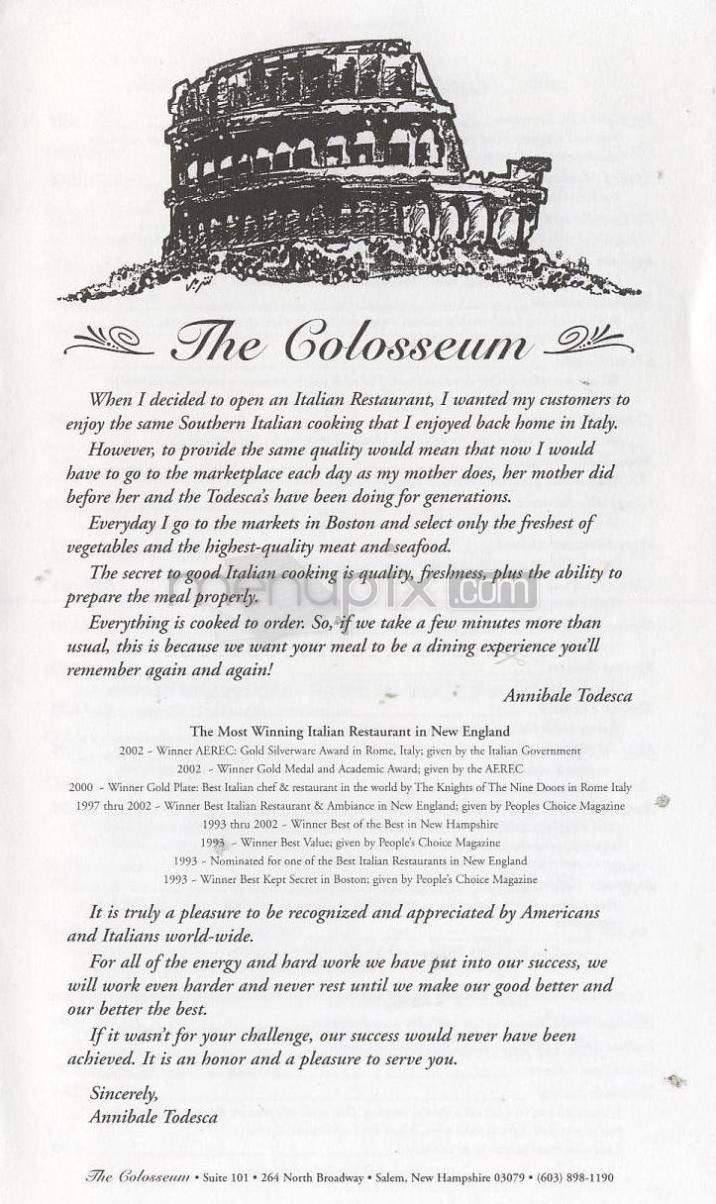 The Colosseum
When I decided to open an Italian Restaurant, I wanted my customers to
enjoy the same Southern Italian cooking that I enjoyed back home in Italy.
However, to provide the same quality would mean that now I would
have to go to the marketplace each day as my mother does, her mother did
before her and the Todesca's have been doing for generations.
Everyday I go to the markets in Boston and select only the freshest of
vegetables and the highest-quality meat and seafood.
The secret to good Italian cooking is quality, freshness, plus the ability to
prepare the meal properly.
menupix.com
Everything is cooked to order. So, if we take a few minutes more than
usual, this is because we want your meal to be a dining experience you'll
remember again and again!
Annibale Todesca
The Most Winning Italian Restaurant in New England
2002 - Winner AEREC: Gold Silverware Award in Rome, Italy; given by the Italian Government
2002 - Winner Gold Medal and Academic Award; given by the AEREC
2000 - Winner Gold Plate: Best Italian chef & restaurant in the world by The Knights of The Nine Doors in Rome Italy
1997 thru 2002 - Winner Best Italian Restaurant & Ambiance in New England; given by Peoples Choice Magazine
1993 thru 2002 - Winner Best of the Best in New Hampshire
1993 - Winner Best Value; given by People's Choice Magazine
1993 - Nominated for one of the Best Italian Restaurants in New England
1993 - Winner Best Kept Secret in Boston; given by People's Choice Magazine
It is truly a pleasure to be recognized and appreciated by Americans
and Italians world-wide.
For all of the energy and hard work we have put into our success, we
will work even harder and never rest until we make our good better and
our better the best.
If it wasn't for your challenge, our success would never have been
achieved. It is an honor and a pleasure to serve you.
Sincerely,
Annibale Todesca
The Colosseum • Suite 101 • 264 North Broadway • Salem, New Hampshire 03079 • (603) 898-1190